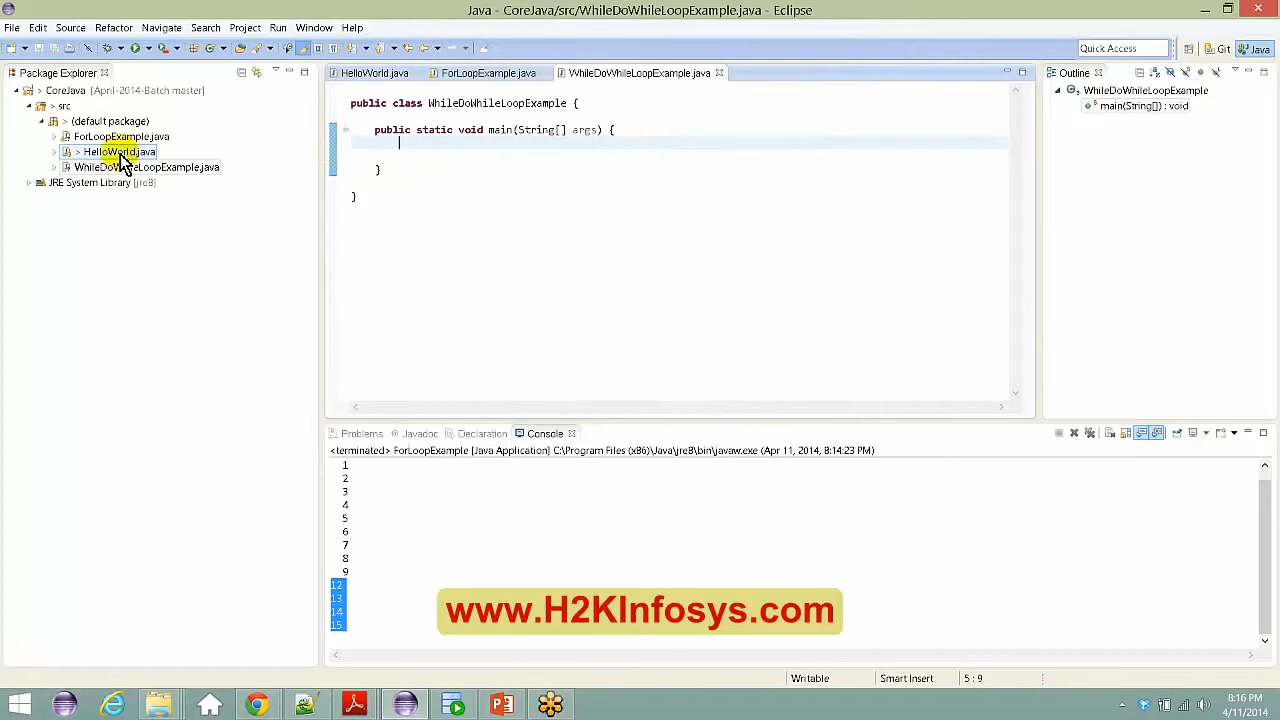 Java - CoreJava/src/WhileDoWhileLoopExample.java - Eclipse
File Edit Source Refactor Navigate Search Project Run Window Help
Quick Access
Git
Java
Package Explorer
HelloWorld.java
ForLoopExample.java
WhileDoWhileLoopExample.java
Outline
> CoreJava [April-2014-Batch master]
> src
> (default package)
ForLoopExample.java
> HelloWorld.java
WhileDoWhileLoopExample.java
JRE System Library [jre8]
public class WhileDoWhileLoopExample {
public static void main(String[] args) {
}
}
WhileDoWhileLoopExample
main(String[]) : void
Problems @ Javadoc Declaration Console
<terminated> ForLoopExample [Java Application] C:\Program Files (x86)\Java\jre8\bin\javaw.exe (Apr 11, 2014, 8:14:23 PM)
1
2
3
4
5
6
7
8
9
12
13
14
15
www.H2KInfosys.com
Writable
Smart Insert
5 : 9
8:16 PM
4/11/2014